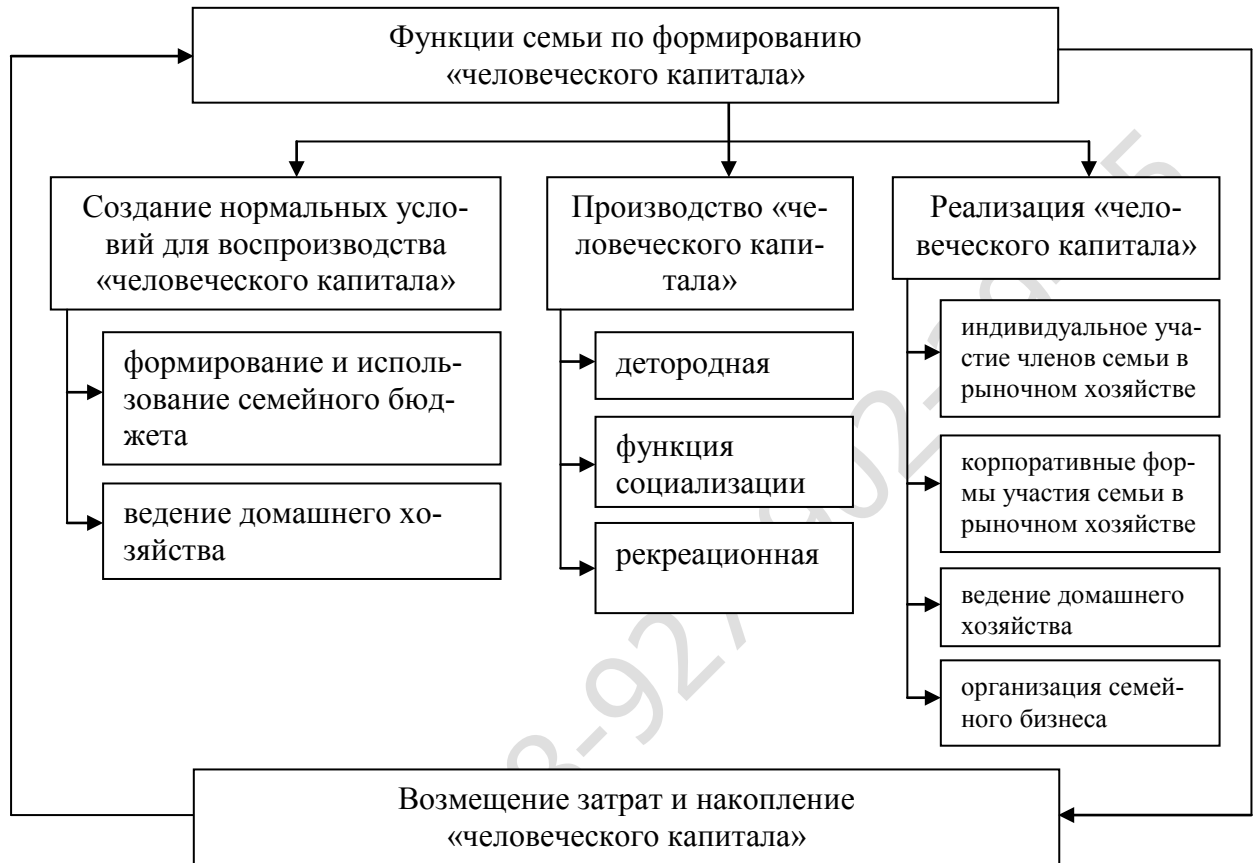 Функции семьи по формированию
«человеческого капитала»
Создание нормальных усло-
вий для воспроизводства
«человеческого капитала»
формирование и исполь-
зование семейного бюд-
жета
ведение домашнего хо-
зяйства
Производство «че-
ловеческого капи-
тала»
детородная
функция
социализации
рекреационная
Реализация «чело-
веческого капитала»
индивидуальное уча-
стие членов семьи в
рыночном хозяйстве
корпоративные фор-
мы участия семьи в
рыночном хозяйстве
ведение домашнего
хозяйства
организация семей-
ного бизнеса
Возмещение затрат и накопление
«человеческого капитала»